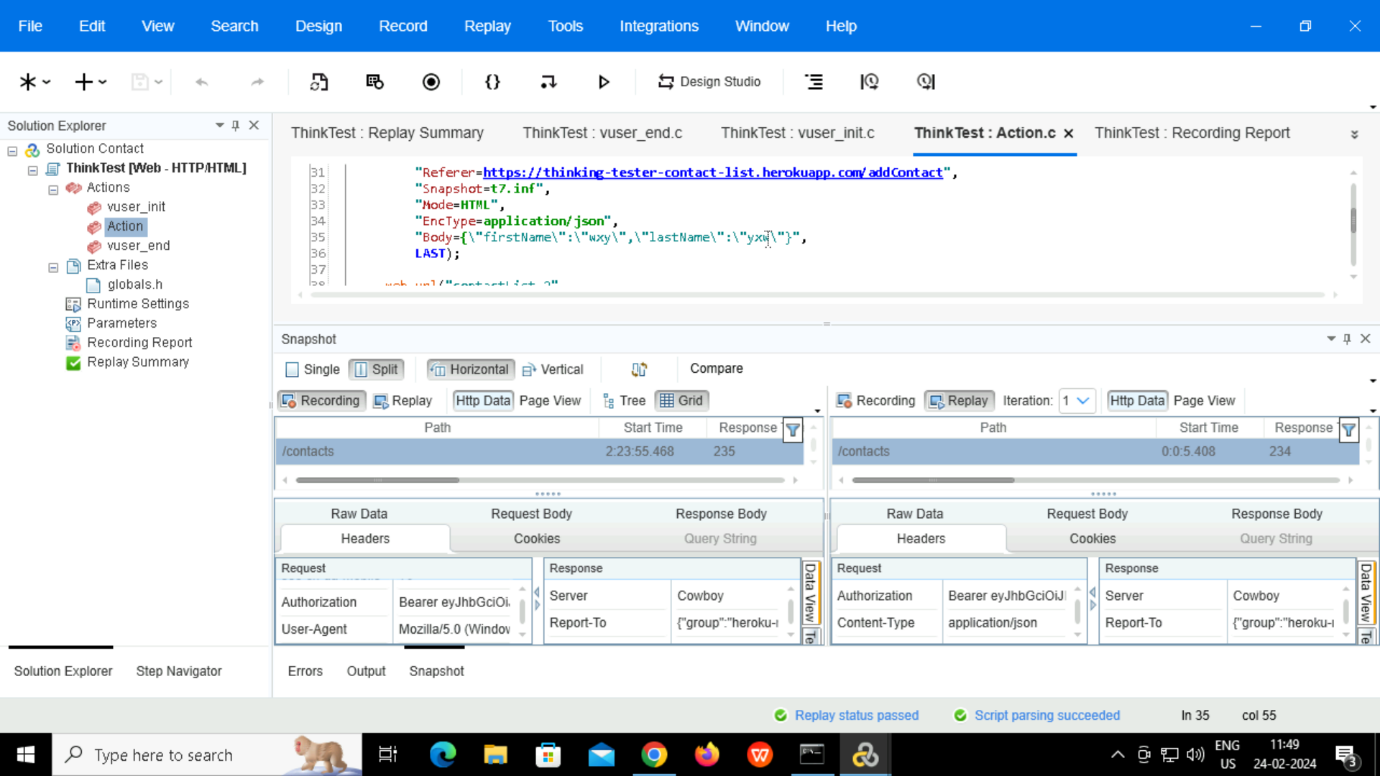 File Edit View Search Design Record Replay Tools Integrations Window Help
Design Studio
Solution Explorer
Solution Contact
ThinkTest [Web - HTTP/HTML]
Actions
vuser_init
Action
vuser_end
Extra Files
globals.h
Runtime Settings
Parameters
Recording Report
Replay Summary
Solution Explorer Step Navigator
ThinkTest : Replay Summary ThinkTest : vuser_end.c ThinkTest : vuser_init.c ThinkTest : Action.c ThinkTest : Recording Report
31 "Referer=https://thinking-tester-contact-list.herokuapp.com/addContact",
32 "Snapshot=t7.inf",
33 "Mode=HTML",
34 "EncType=application/json",
35 "Body={\"firstName\":\"wxy\",\"lastName\":\"yxw\"}",
36 LAST);
37
38 web_url("contactList_2"
Snapshot
Single Split Horizontal Vertical Compare
Recording Replay Http Data Page View Tree Grid
Path Start Time Response
/contacts 2:23:55.468 235
Raw Data Request Body Response Body
Headers Cookies Query String
Request Response
Authorization Bearer eyJhbGciOi Server Cowboy
User-Agent Mozilla/5.0 (Window Report-To {"group":"heroku-
Data View
Recording Replay Iteration: 1 Http Data Page View
Path Start Time Response
/contacts 0:0:5.408 234
Raw Data Request Body Response Body
Headers Cookies Query String
Request Response
Authorization Bearer eyJhbGciOiJ Server Cowboy
Content-Type application/json Report-To {"group":"heroku-
Data View
Errors Output Snapshot
Replay status passed Script parsing succeeded ln 35 col 55
Type here to search
ENG
US
11:49
24-02-2024
3